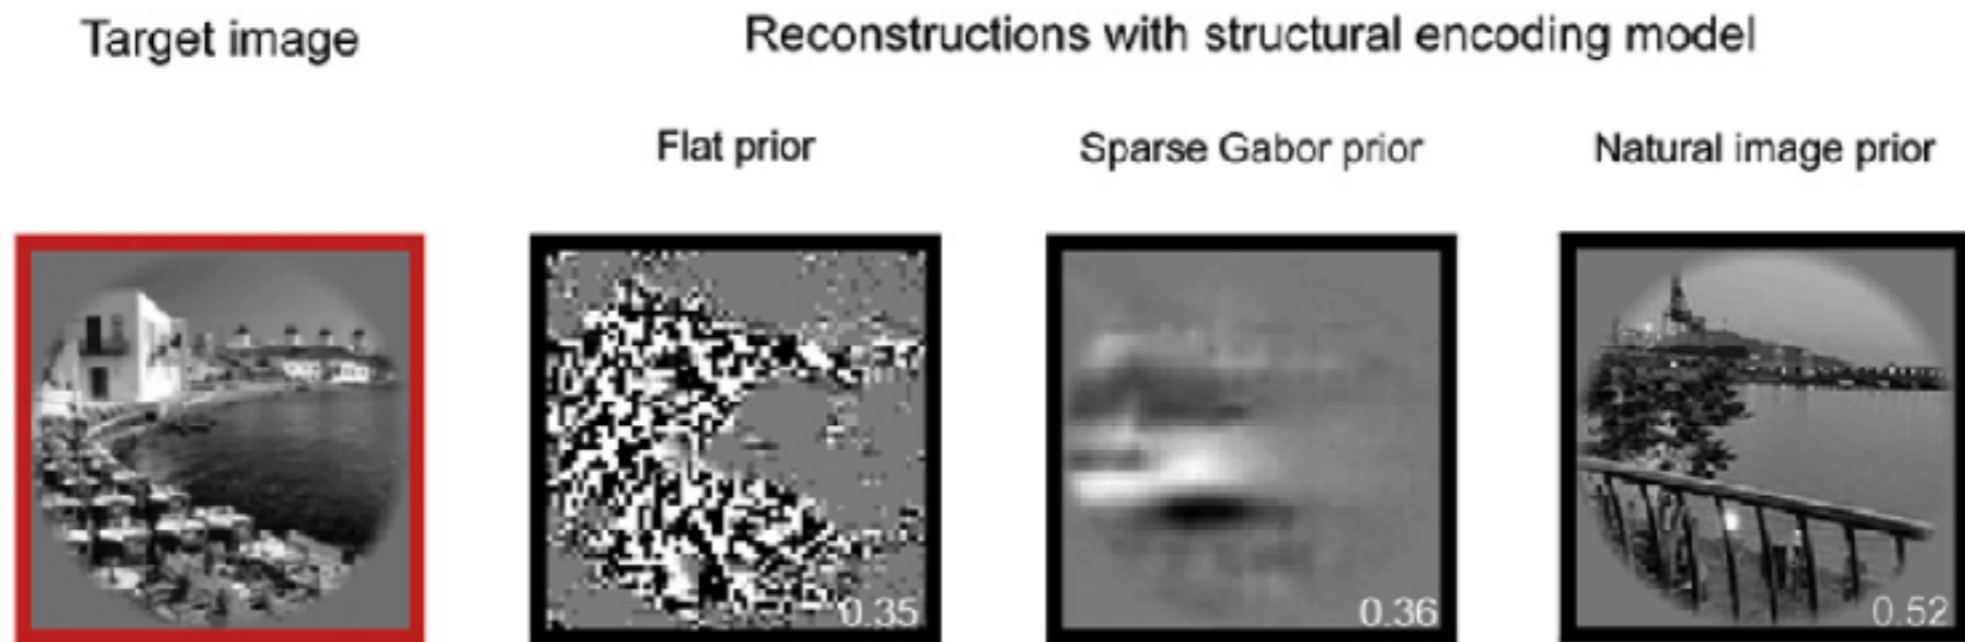 Target image
Reconstructions with structural encoding model
Flat prior
Sparse Gabor prior
Natural image prior
0.35
0.36
0.52